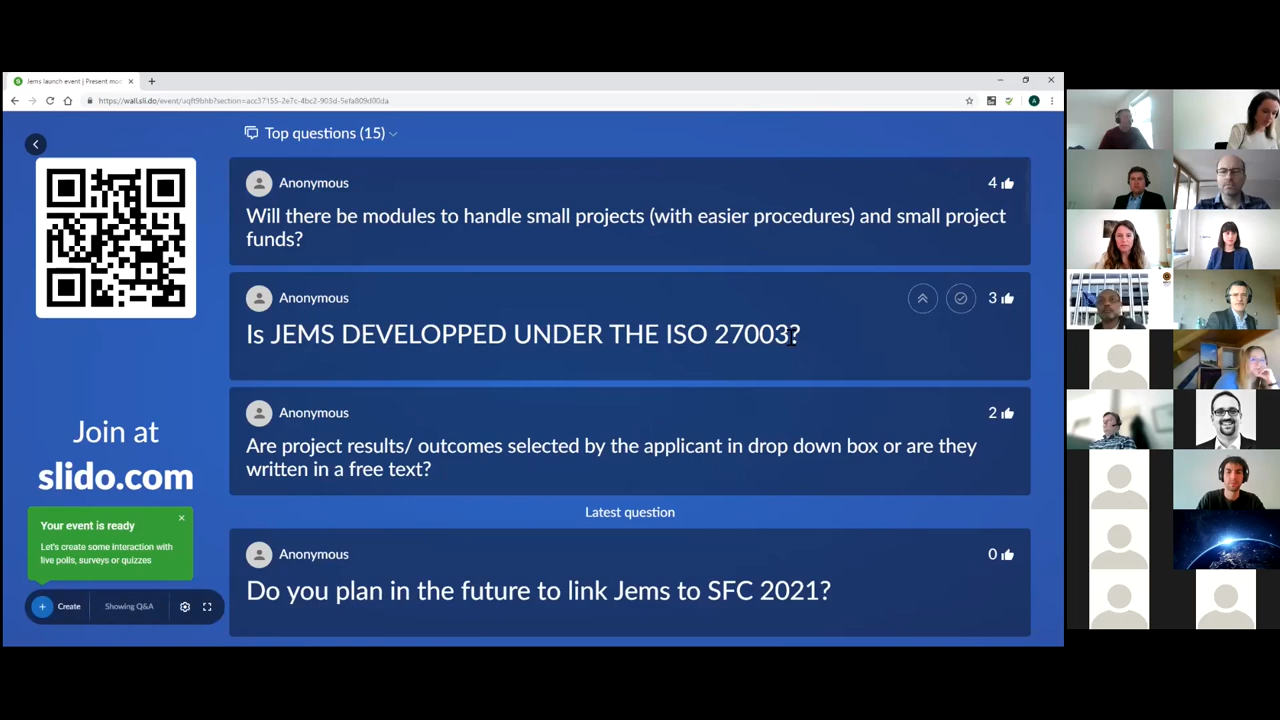 Jems launch event | Present mo
https://wall.sli.do/event/uqft9bhb?section=acc37155-2e7c-4bc2-903d-5efa809d00da
A
Top questions (15)
Anonymous
4
Will there be modules to handle small projects (with easier procedures) and small project
funds?
Anonymous
3
Is JEMS DEVELOPPED UNDER THE ISO 27003?
Anonymous
2
Are project results/ outcomes selected by the applicant in drop down box or are they
written in a free text?
Latest question
Anonymous
0
Do you plan in the future to link Jems to SFC 2021?
Join at
slido.com
Your event is ready
Let's create some interaction with
live polls, surveys or quizzes
Create
Showing Q&A